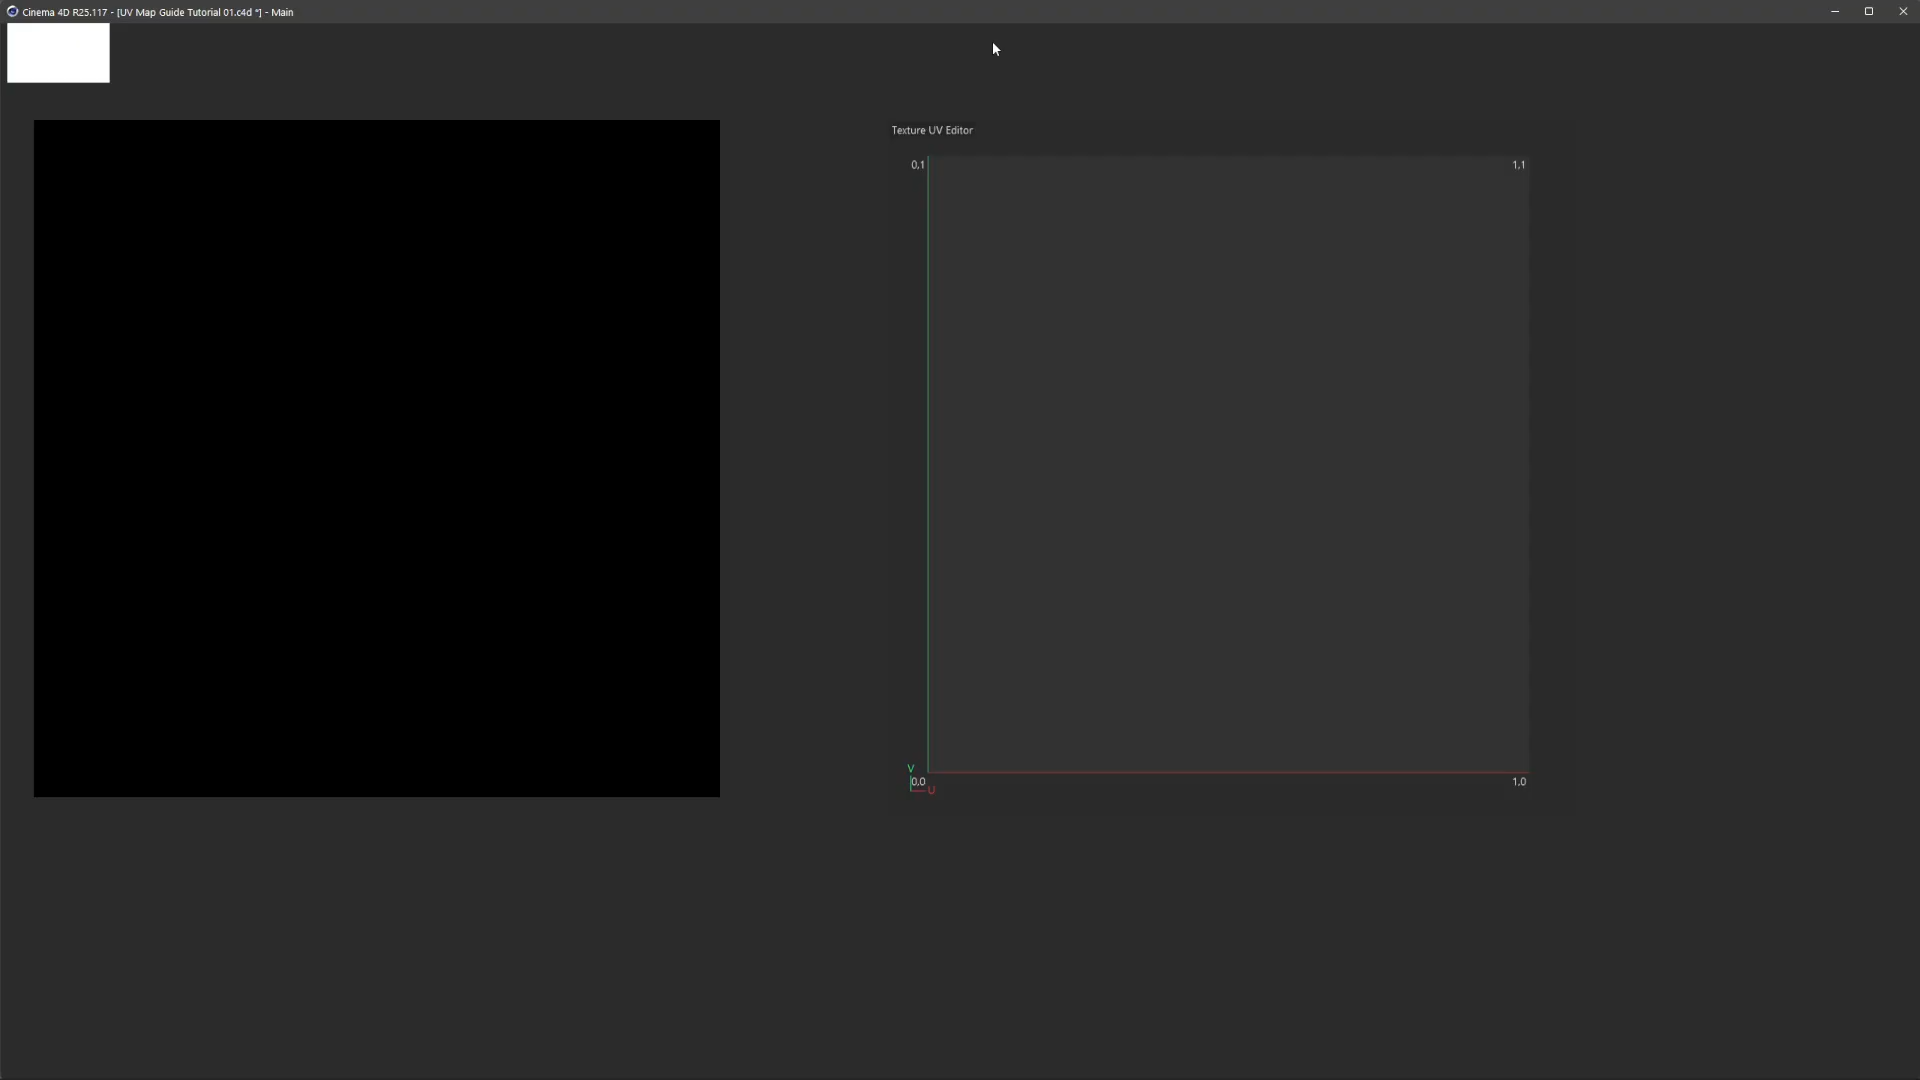 Cinema 4D R25.117 - [UV Map Guide Tutorial 01.c4d *] - Main
Texture UV Editor
0,1
1,1
V
0,0
U
1,0